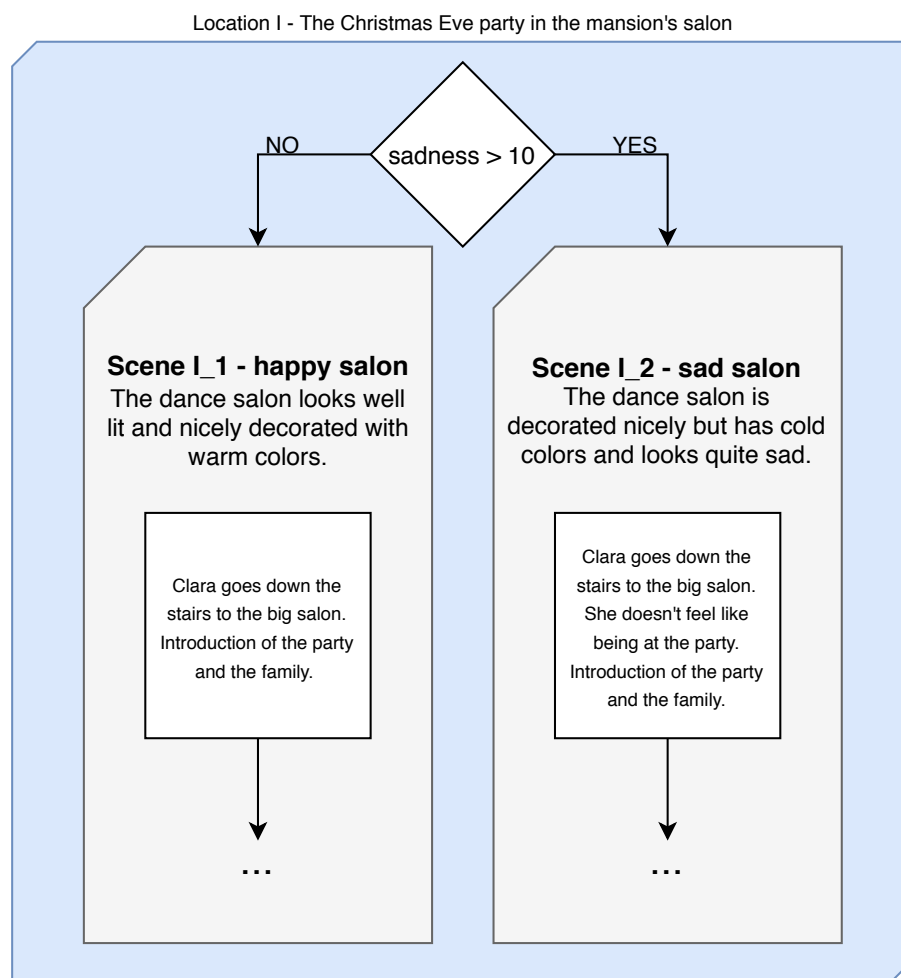 Location I - The Christmas Eve party in the mansion's salon
sadness > 10
NO
YES
Scene I_1 - happy salon
The dance salon looks well
lit and nicely decorated with
warm colors.
Clara goes down the
stairs to the big salon.
Introduction of the party
and the family.
...
Scene I_2 - sad salon
The dance salon is
decorated nicely but has cold
colors and looks quite sad.
Clara goes down the
stairs to the big salon.
She doesn't feel like
being at the party.
Introduction of the party
and the family.
...